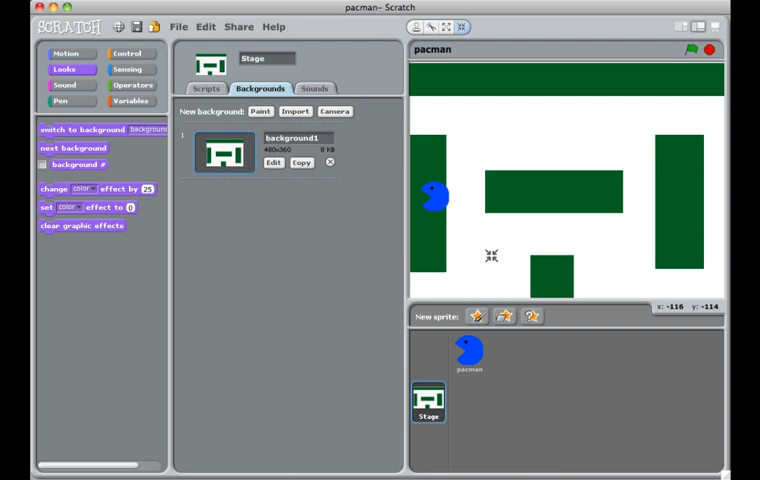 pacman- Scratch
SCRATCH File Edit Share Help
Motion Control
Looks Sensing
Sound Operators
Pen Variables
switch to background
next background
background #
change color effect by 25
set color effect to 0
clear graphic effects
Stage
Scripts Backgrounds Sounds
New background: Paint Import Camera
1
background1
480x360 8 KB
Edit Copy
pacman
x: -116 y: -114
New sprite:
pacman
Stage